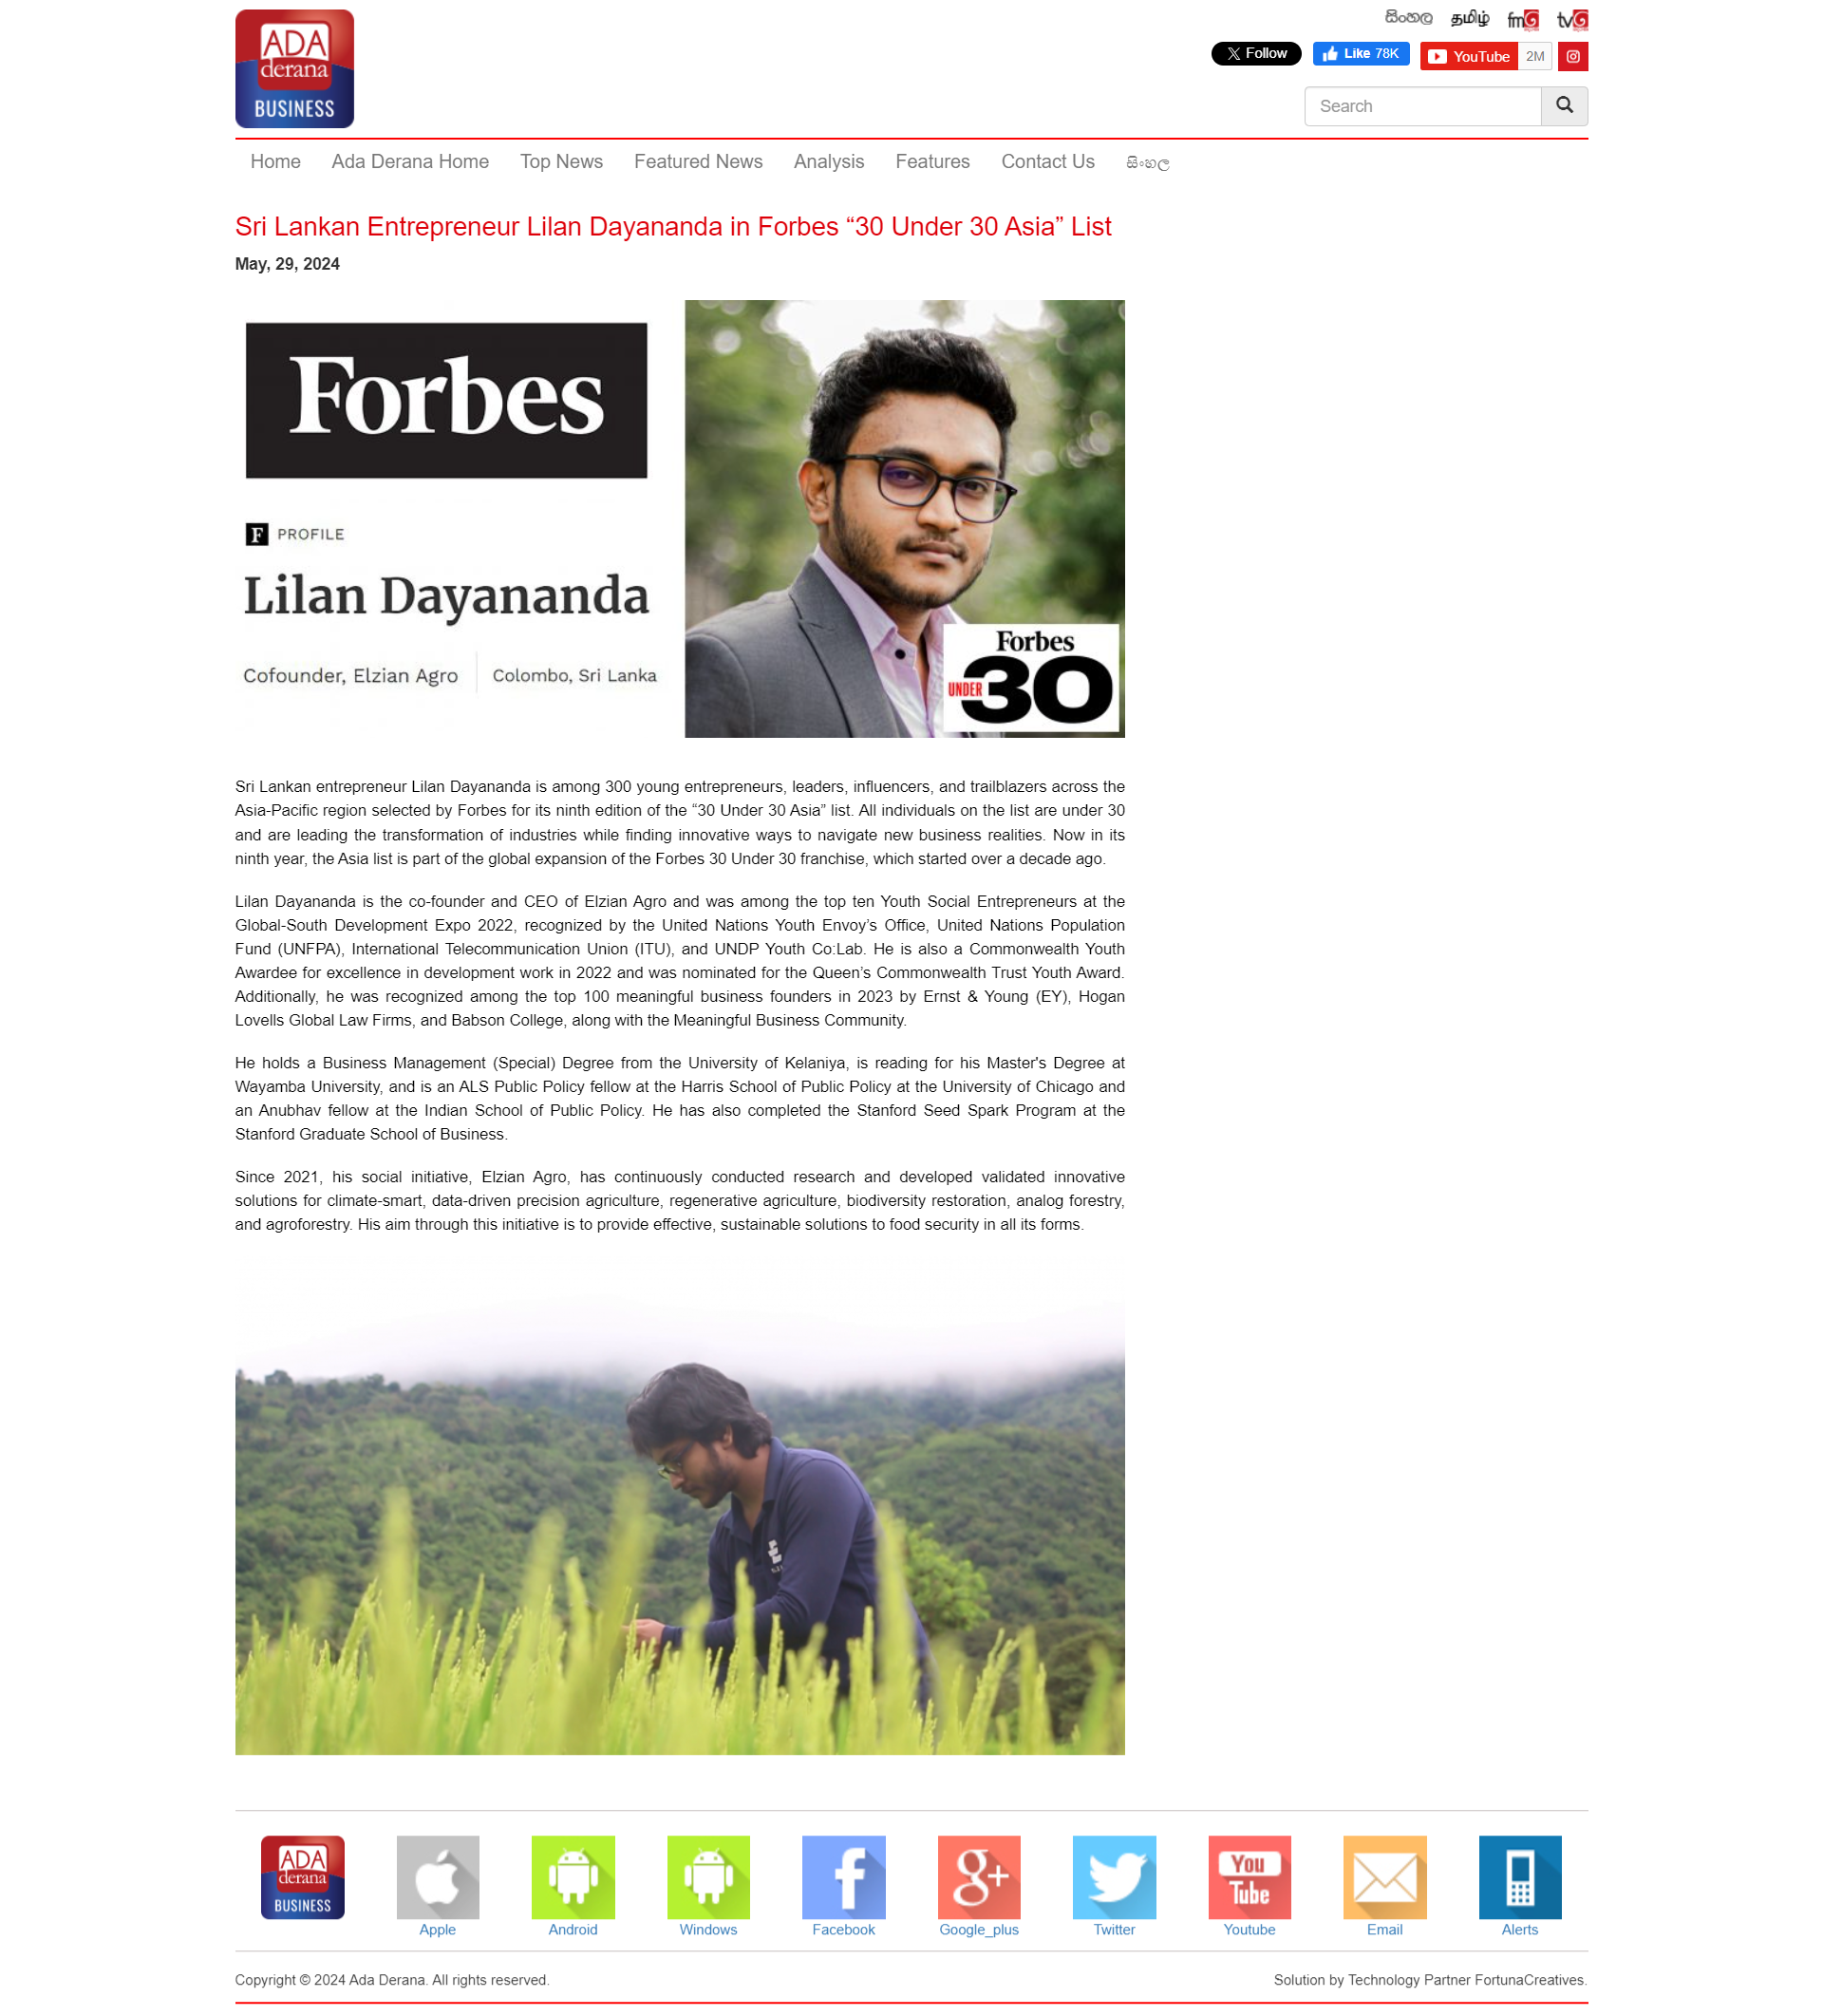 ADA
derana
BUSINESS
සිංහල தமிழ் fm tv
Follow Like 78K YouTube 2M
Search
Home Ada Derana Home Top News Featured News Analysis Features Contact Us සිංහල
Sri Lankan Entrepreneur Lilan Dayananda in Forbes “30 Under 30 Asia” List
May, 29, 2024
Forbes
F PROFILE
Lilan Dayananda
Cofounder, Elzian Agro Colombo, Sri Lanka
Forbes
UNDER 30
Sri Lankan entrepreneur Lilan Dayananda is among 300 young entrepreneurs, leaders, influencers, and trailblazers across the
Asia-Pacific region selected by Forbes for its ninth edition of the “30 Under 30 Asia” list. All individuals on the list are under 30
and are leading the transformation of industries while finding innovative ways to navigate new business realities. Now in its
ninth year, the Asia list is part of the global expansion of the Forbes 30 Under 30 franchise, which started over a decade ago.
Lilan Dayananda is the co-founder and CEO of Elzian Agro and was among the top ten Youth Social Entrepreneurs at the
Global-South Development Expo 2022, recognized by the United Nations Youth Envoy’s Office, United Nations Population
Fund (UNFPA), International Telecommunication Union (ITU), and UNDP Youth Co:Lab. He is also a Commonwealth Youth
Awardee for excellence in development work in 2022 and was nominated for the Queen’s Commonwealth Trust Youth Award.
Additionally, he was recognized among the top 100 meaningful business founders in 2023 by Ernst & Young (EY), Hogan
Lovells Global Law Firms, and Babson College, along with the Meaningful Business Community.
He holds a Business Management (Special) Degree from the University of Kelaniya, is reading for his Master's Degree at
Wayamba University, and is an ALS Public Policy fellow at the Harris School of Public Policy at the University of Chicago and
an Anubhav fellow at the Indian School of Public Policy. He has also completed the Stanford Seed Spark Program at the
Stanford Graduate School of Business.
Since 2021, his social initiative, Elzian Agro, has continuously conducted research and developed validated innovative
solutions for climate-smart, data-driven precision agriculture, regenerative agriculture, biodiversity restoration, analog forestry,
and agroforestry. His aim through this initiative is to provide effective, sustainable solutions to food security in all its forms.
ADA
derana
BUSINESS
g+
You
Tube
Apple Android Windows Facebook Google_plus Twitter Youtube Email Alerts
Copyright © 2024 Ada Derana. All rights reserved. Solution by Technology Partner FortunaCreatives.